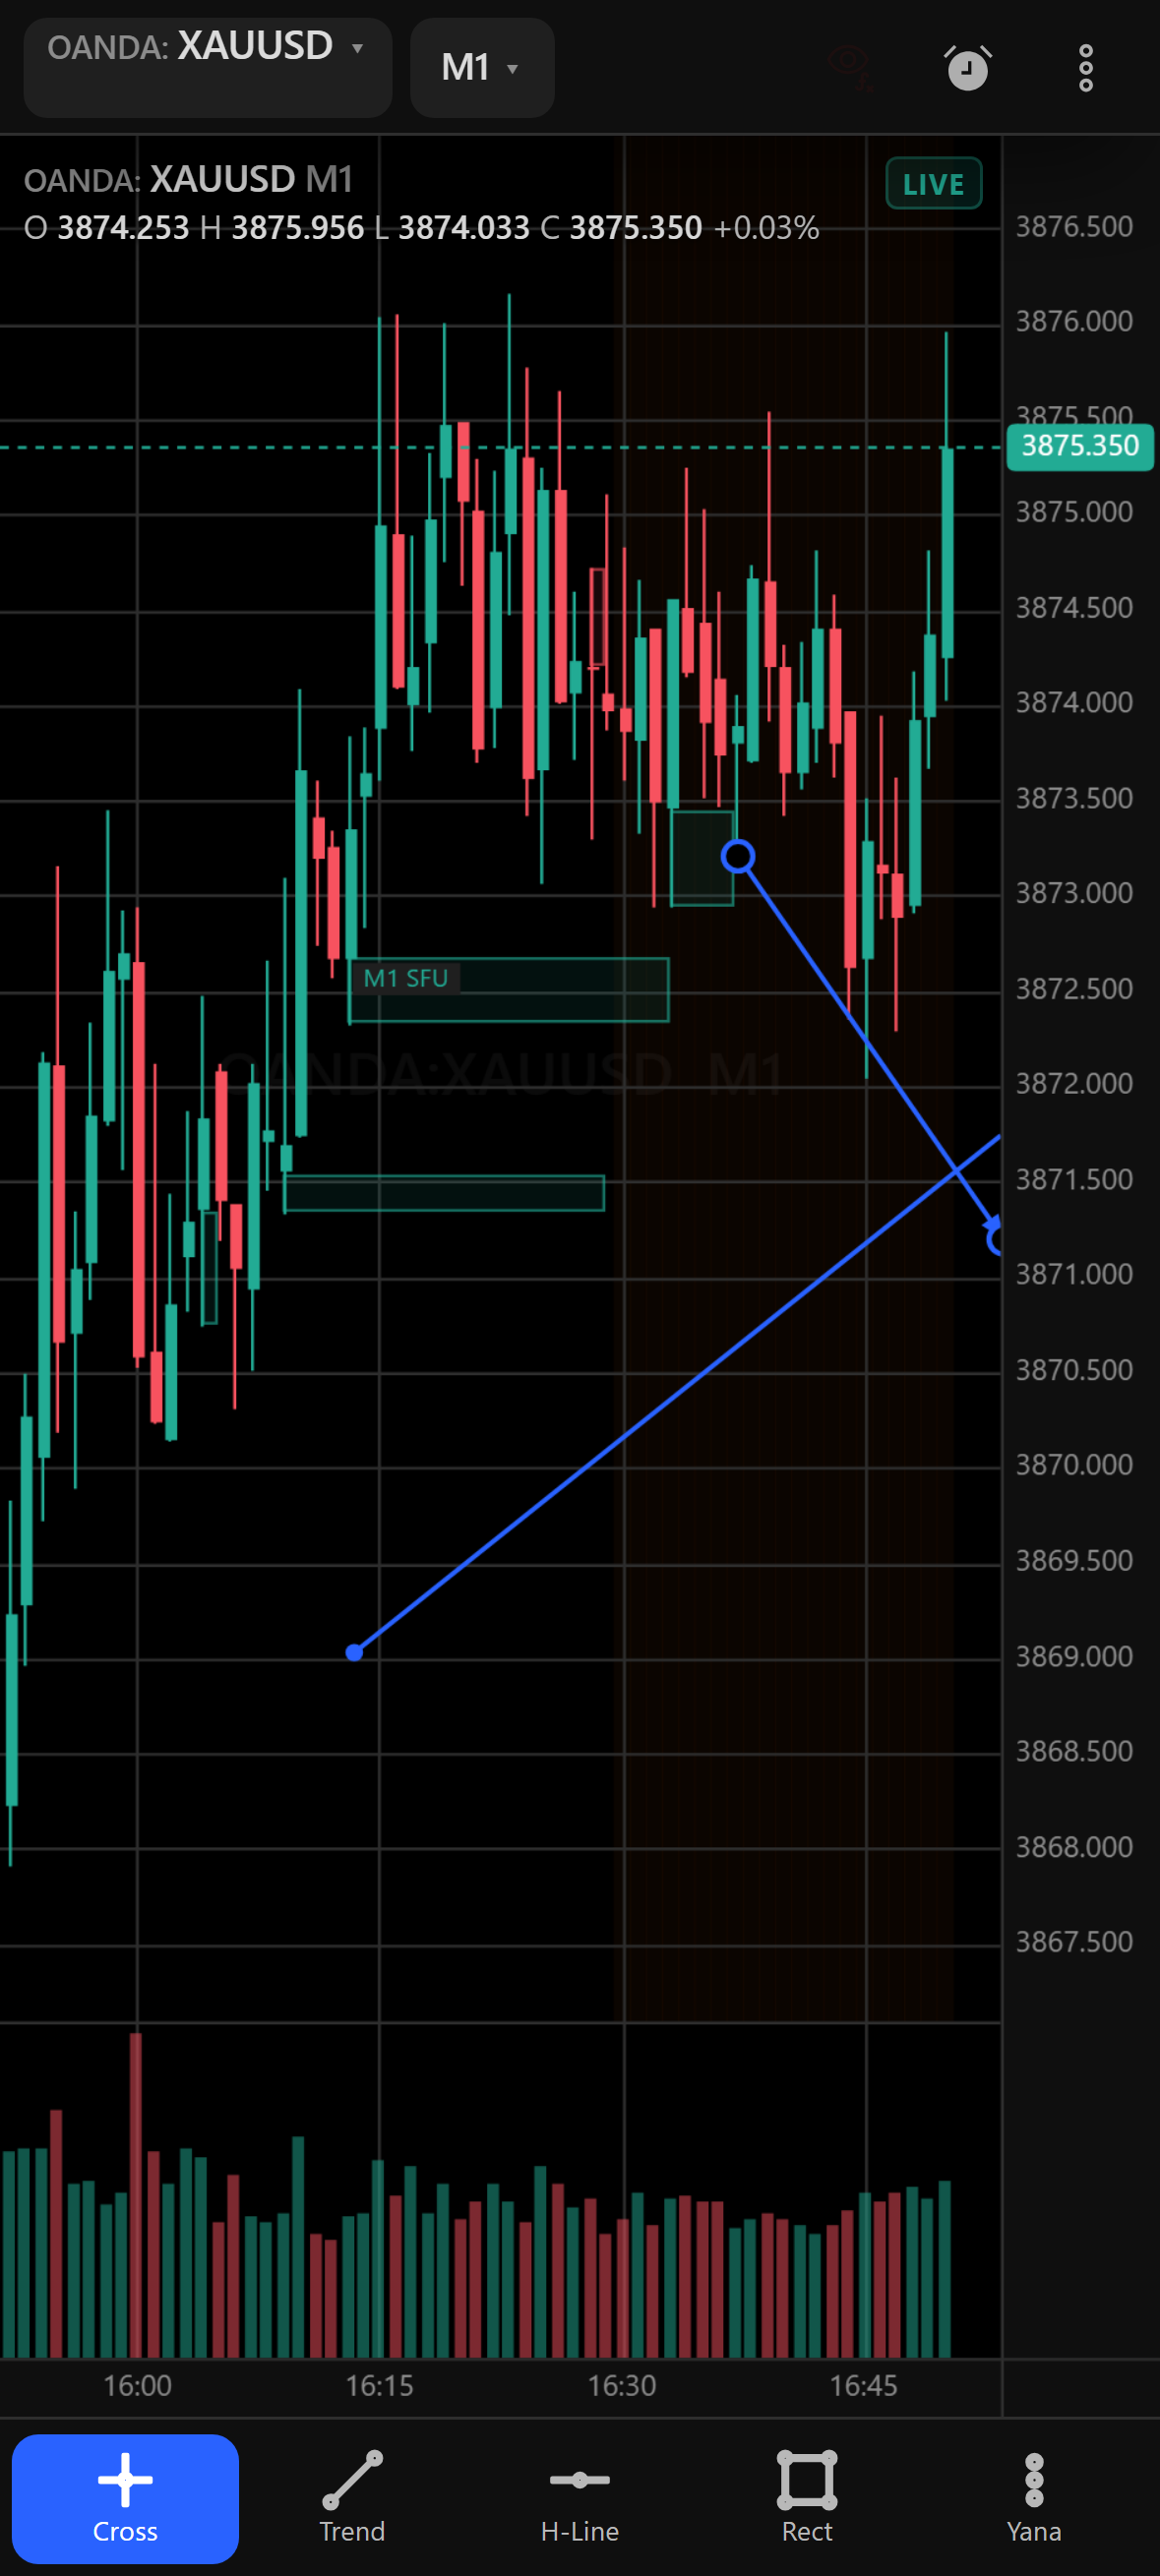 OANDA: XAUUSD ▾ M1 ▾
OANDA: XAUUSD M1
LIVE
O 3874.253 H 3875.956 L 3874.033 C 3875.350 +0.03%
3876.500
3876.000
3875.500
3875.350
3875.000
3874.500
3874.000
3873.500
3873.000
M1 SFU
3872.500
OANDA:XAUUSD M1
3872.000
3871.500
3871.000
3870.500
3870.000
3869.500
3869.000
3868.500
3868.000
3867.500
16:00 16:15 16:30 16:45
Cross Trend H-Line Rect Yana